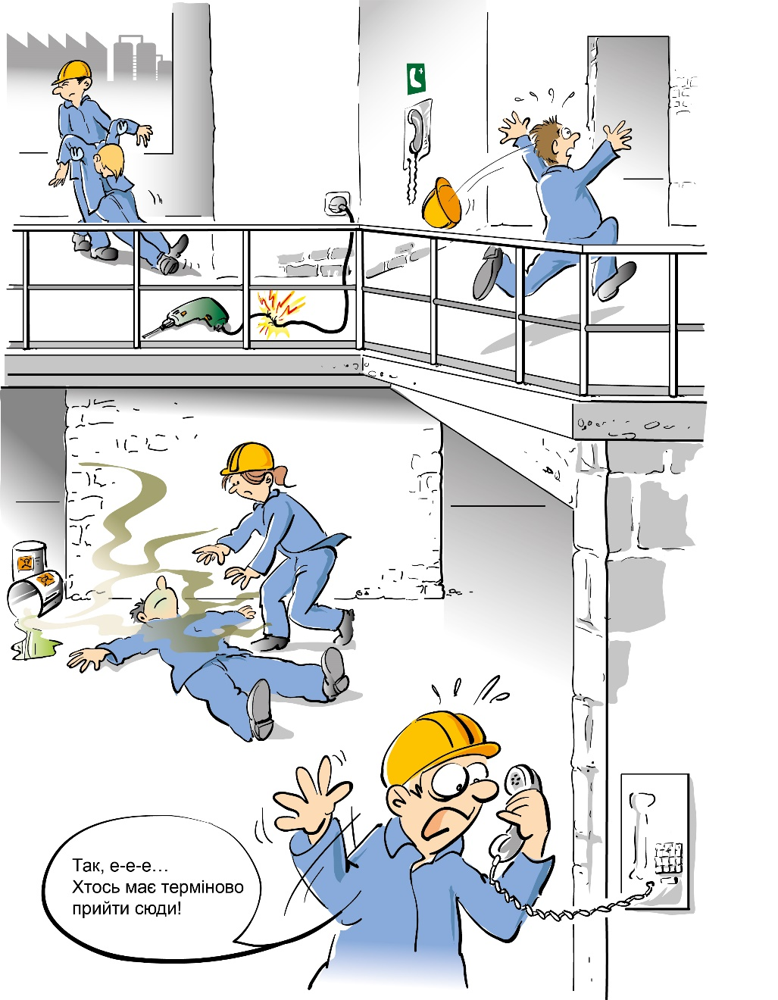 Так, е-е-е...
Хтось має терміново
прийти сюди!